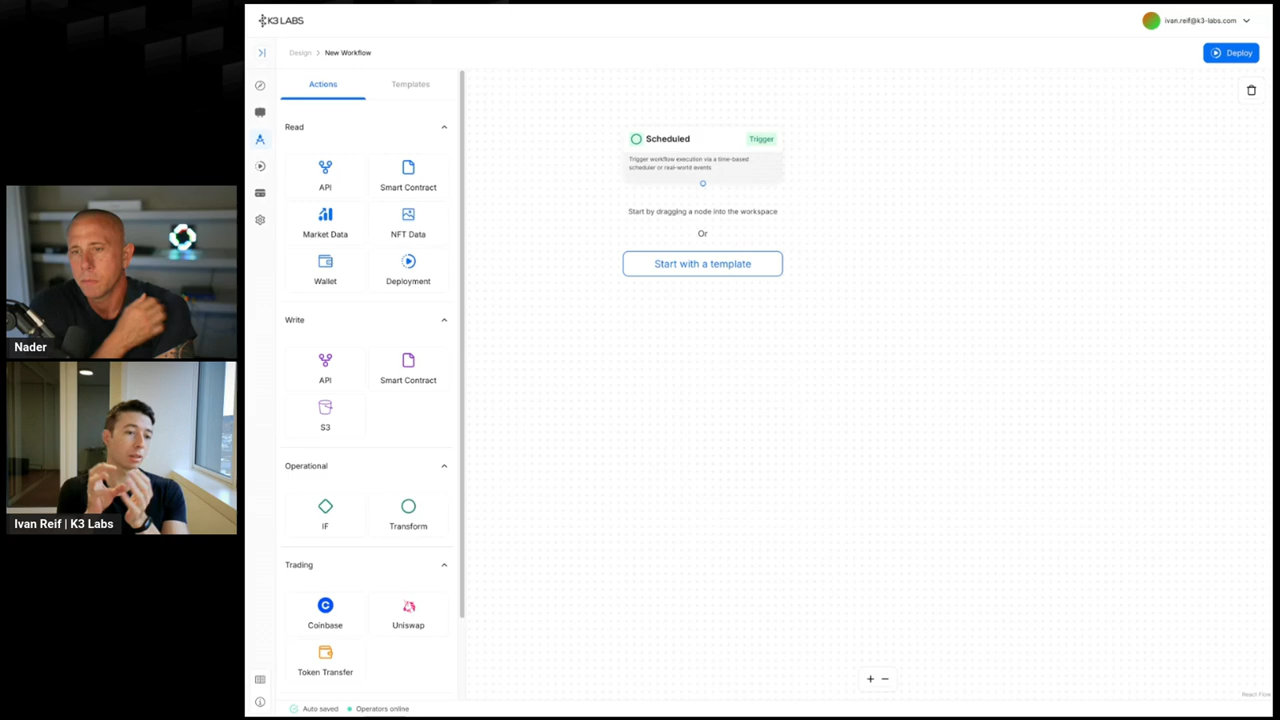 K3 LABS
ivan.reif@k3-labs.com
Design > New Workflow
Deploy
Actions
Templates
Read
API
Smart Contract
Market Data
NFT Data
Wallet
Deployment
Write
API
Smart Contract
S3
Operational
IF
Transform
Trading
Coinbase
Uniswap
Token Transfer
Auto saved
Operators online
Scheduled
Trigger
Trigger workflow execution via a time-based
scheduler or real-world events
Start by dragging a node into the workspace
Or
Start with a template
React Flow
Nader
Ivan Reif | K3 Labs